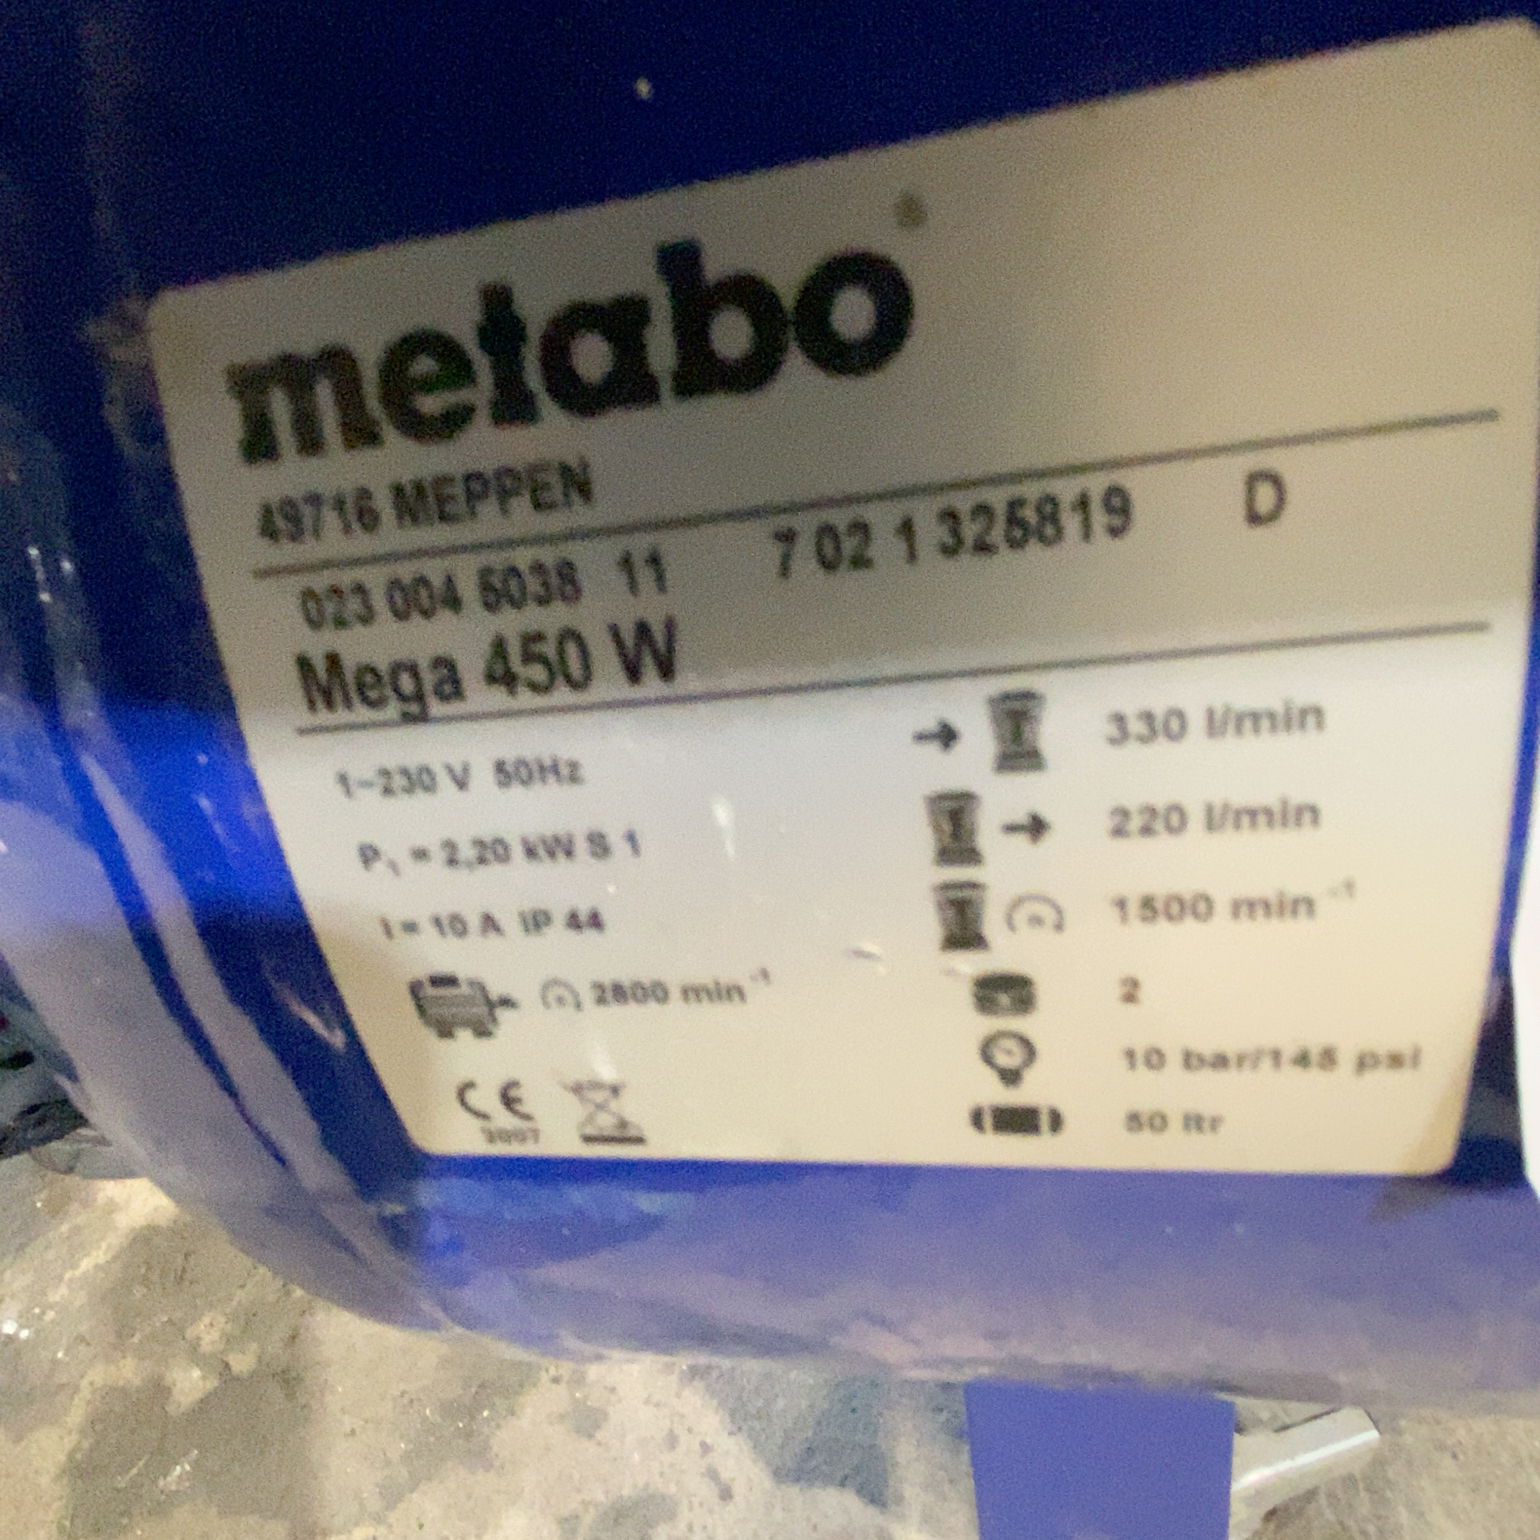 metabo
49716 MEPPEN
023 004 5038 11 7 02 1 325819 D
Mega 450 W
1~230 V 50Hz
P₁ = 2,20 kW S 1
I = 10 A IP 44
2800 min⁻¹
CE
2007
330 l/min
220 l/min
1500 min⁻¹
2
10 bar/145 psi
50 ltr